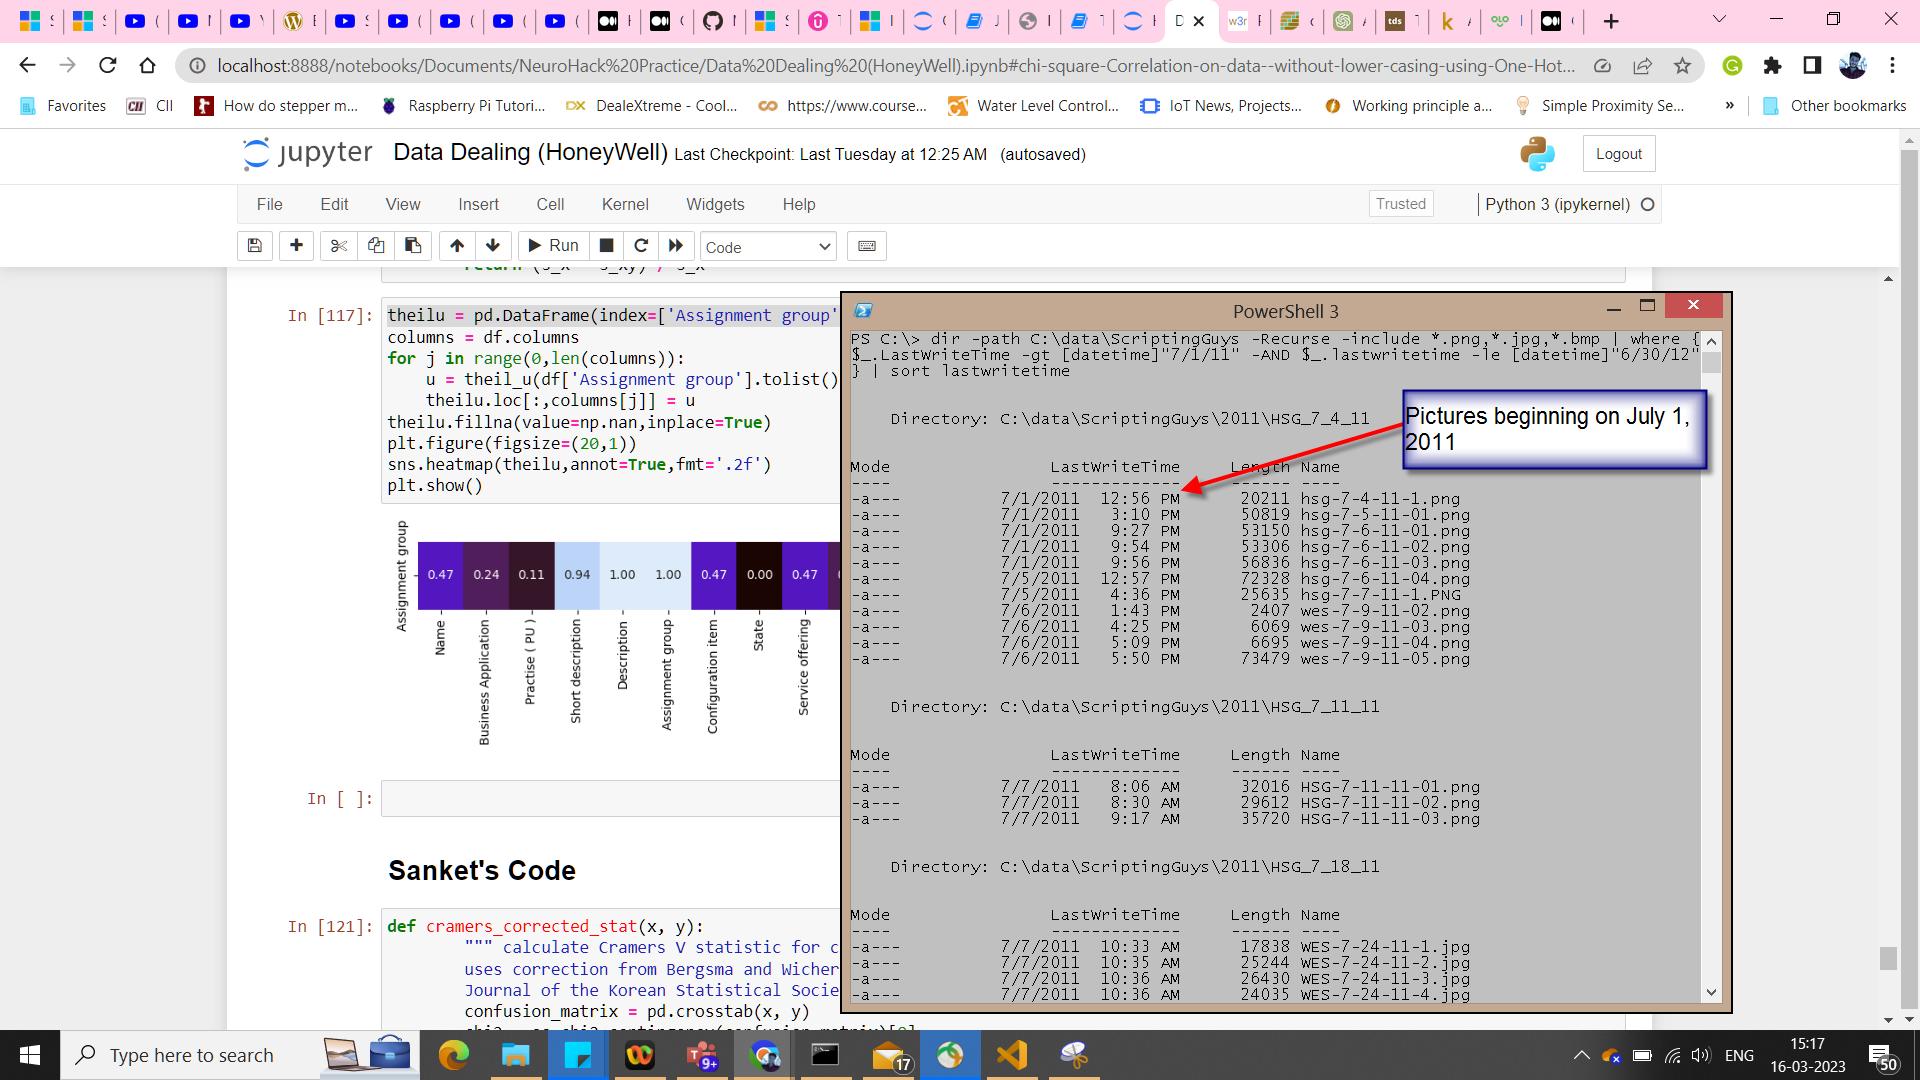 localhost:8888/notebooks/Documents/NeuroHack%20Practice/Data%20Dealing%20(HoneyWell).ipynb#chi-square-Correlation-on-data--without-lower-casing-using-One-Hot...
Favorites CII How do stepper m... Raspberry Pi Tutori... DX DealeXtreme - Cool... https://www.course... Water Level Control... IoT News, Projects... Working principle a... Simple Proximity Se... » Other bookmarks
jupyter Data Dealing (HoneyWell) Last Checkpoint: Last Tuesday at 12:25 AM (autosaved) Logout
File Edit View Insert Cell Kernel Widgets Help Trusted Python 3 (ipykernel)
Run Code
In [117]: theilu = pd.DataFrame(index=['Assignment group'
columns = df.columns
for j in range(0,len(columns)):
u = theil_u(df['Assignment group'].tolist()
theilu.loc[:,columns[j]] = u
theilu.fillna(value=np.nan,inplace=True)
plt.figure(figsize=(20,1))
sns.heatmap(theilu,annot=True,fmt='.2f')
plt.show()
Assignment group
0.47 0.24 0.11 0.94 1.00 1.00 0.47 0.00 0.47
Name
Business Application
Practise ( PU )
Short description
Description
Assignment group
Configuration item
State
Service offering
In [ ]:
Sanket's Code
In [121]: def cramers_corrected_stat(x, y):
""" calculate Cramers V statistic for c
uses correction from Bergsma and Wicher
Journal of the Korean Statistical Socie
confusion_matrix = pd.crosstab(x, y)
PowerShell 3
PS C:\> dir -path C:\data\ScriptingGuys -Recurse -include *.png,*.jpg,*.bmp | where {
$_.LastWriteTime -gt [datetime]"7/1/11" -AND $_.lastwritetime -le [datetime]"6/30/12"
} | sort lastwritetime
Directory: C:\data\ScriptingGuys\2011\HSG_7_4_11
Pictures beginning on July 1,
2011
Mode LastWriteTime Length Name
---- ------------- ------ ----
-a--- 7/1/2011 12:56 PM 20211 hsg-7-4-11-1.png
-a--- 7/1/2011 3:10 PM 50819 hsg-7-5-11-01.png
-a--- 7/1/2011 9:27 PM 53150 hsg-7-6-11-01.png
-a--- 7/1/2011 9:54 PM 53306 hsg-7-6-11-02.png
-a--- 7/1/2011 9:56 PM 56836 hsg-7-6-11-03.png
-a--- 7/5/2011 12:57 PM 72328 hsg-7-6-11-04.png
-a--- 7/5/2011 4:36 PM 25635 hsg-7-7-11-1.PNG
-a--- 7/6/2011 1:43 PM 2407 wes-7-9-11-02.png
-a--- 7/6/2011 4:25 PM 6069 wes-7-9-11-03.png
-a--- 7/6/2011 5:09 PM 6695 wes-7-9-11-04.png
-a--- 7/6/2011 5:50 PM 73479 wes-7-9-11-05.png
Directory: C:\data\ScriptingGuys\2011\HSG_7_11_11
Mode LastWriteTime Length Name
---- ------------- ------ ----
-a--- 7/7/2011 8:06 AM 32016 HSG-7-11-11-01.png
-a--- 7/7/2011 8:30 AM 29612 HSG-7-11-11-02.png
-a--- 7/7/2011 9:17 AM 35720 HSG-7-11-11-03.png
Directory: C:\data\ScriptingGuys\2011\HSG_7_18_11
Mode LastWriteTime Length Name
---- ------------- ------ ----
-a--- 7/7/2011 10:33 AM 17838 WES-7-24-11-1.jpg
-a--- 7/7/2011 10:35 AM 25244 WES-7-24-11-2.jpg
-a--- 7/7/2011 10:36 AM 26430 WES-7-24-11-3.jpg
-a--- 7/7/2011 10:36 AM 24035 WES-7-24-11-4.jpg
Type here to search
9+
17
ENG
15:17
16-03-2023
50